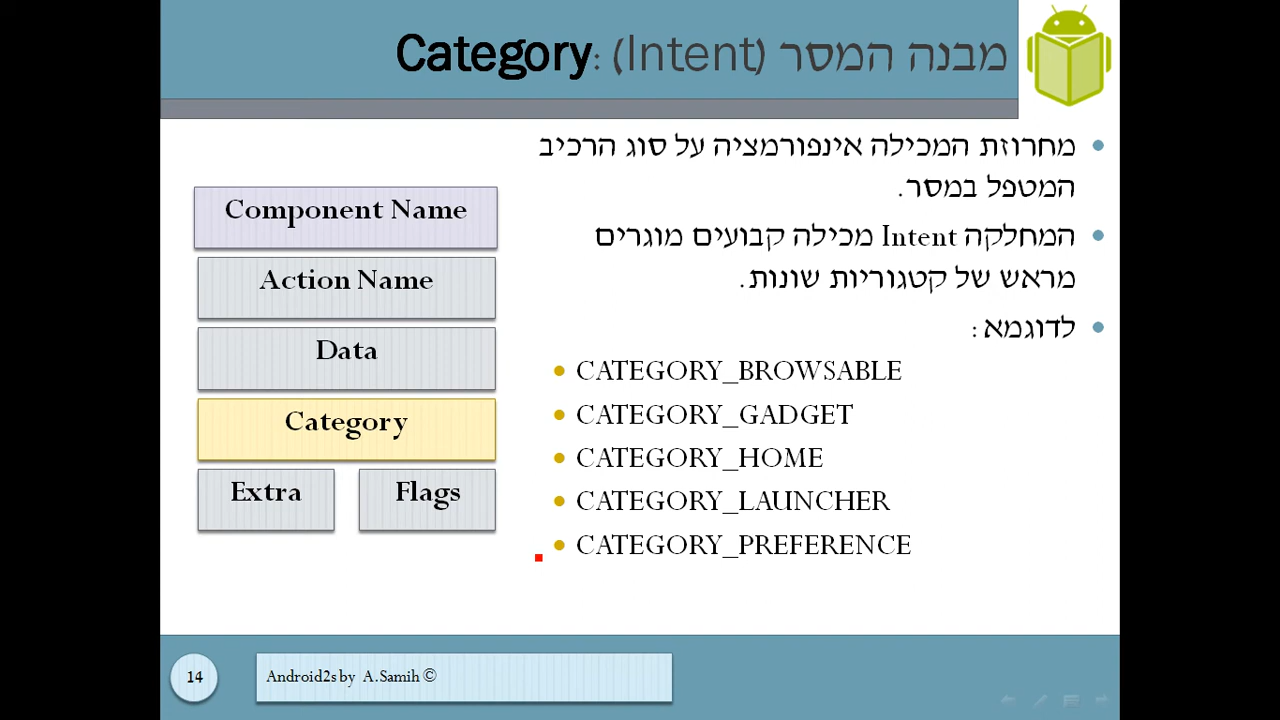 מבנה המסר (Intent): Category
מחרוזת המכילה אינפורמציה על סוג הרכיב
המטפל במסר.
המחלקה Intent מכילה קבועים מוגרים
מראש של קטגוריות שונות.
לדוגמא:
CATEGORY_BROWSABLE
CATEGORY_GADGET
CATEGORY_HOME
CATEGORY_LAUNCHER
CATEGORY_PREFERENCE
Component Name
Action Name
Data
Category
Extra
Flags
14
Android2s by A.Samih ©